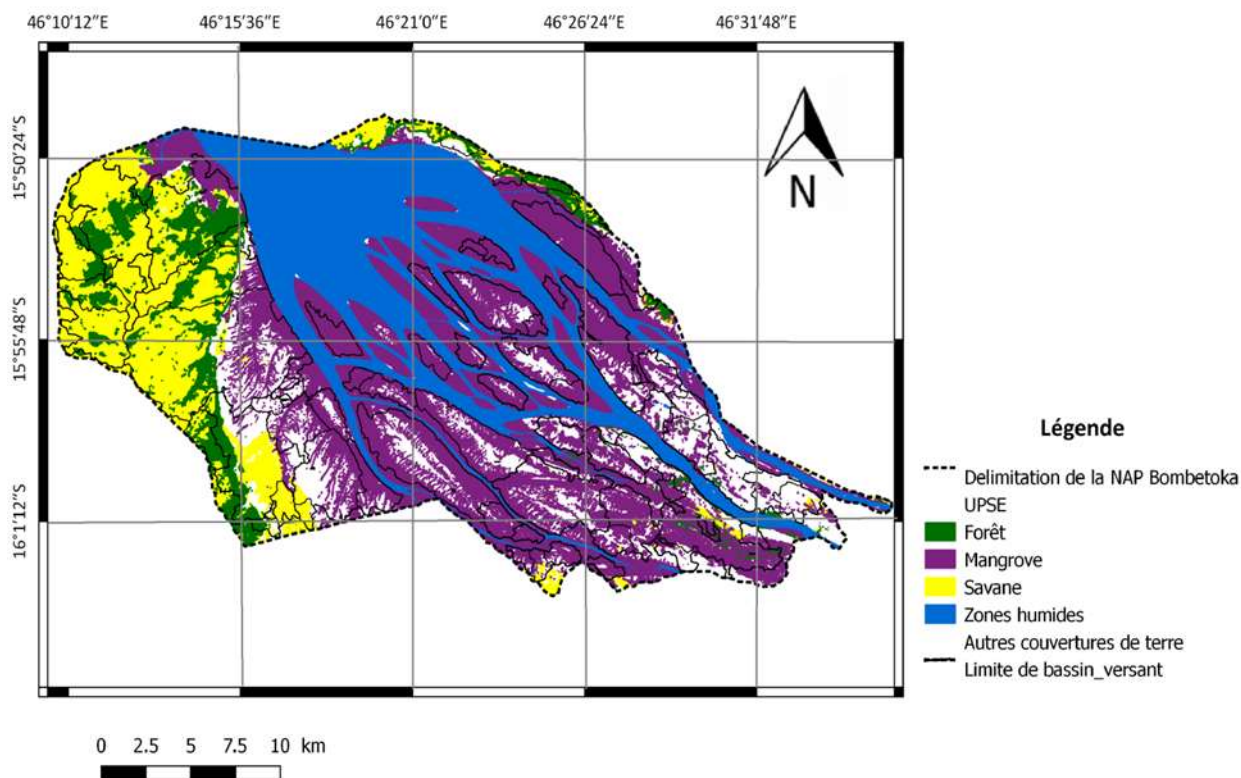 46°10'12"E 46°15'36"E 46°21'0"E 46°26'24"E 46°31'48"E
15°50'24"S
15°55'48"S
16°1'12"S
N
Légende
Delimitation de la NAP Bombetoka
UPSE
Forêt
Mangrove
Savane
Zones humides
Autres couvertures de terre
Limite de bassin_versant
0 2.5 5 7.5 10 km